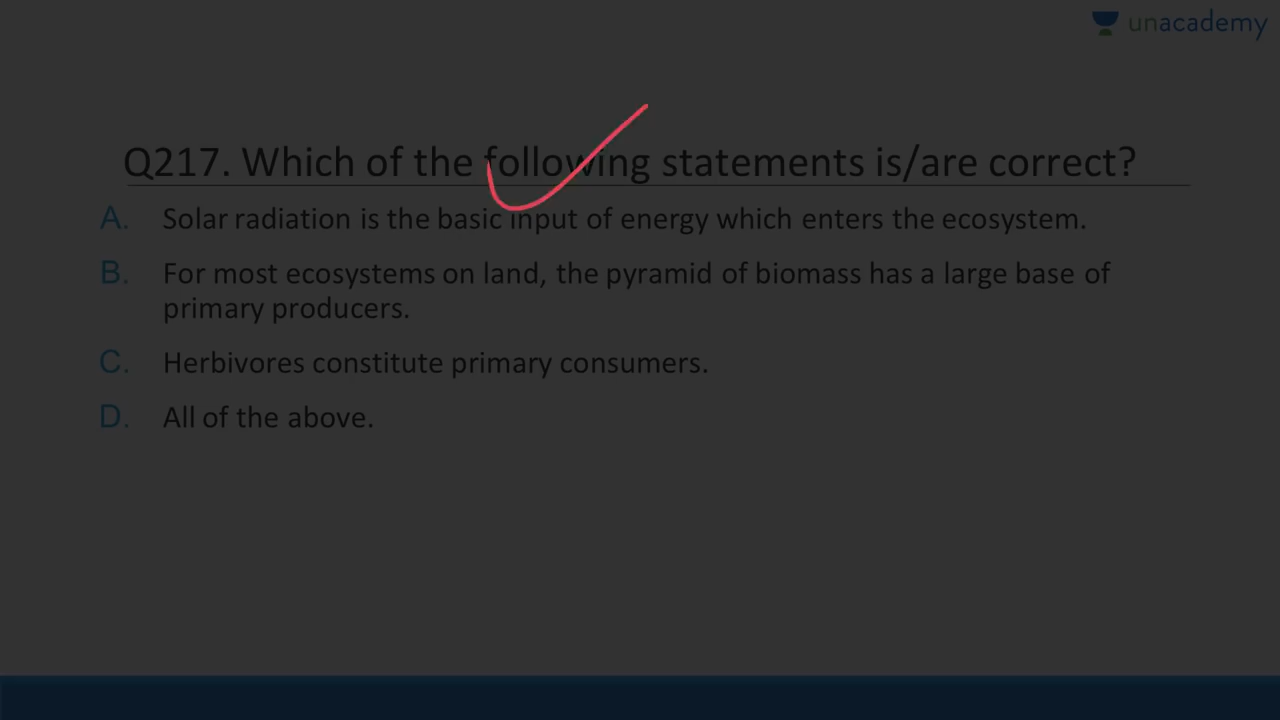 unacademy
Q217. Which of the following statements is/are correct?
A. Solar radiation is the basic input of energy which enters the ecosystem.
B. For most ecosystems on land, the pyramid of biomass has a large base of
primary producers.
C. Herbivores constitute primary consumers.
D. All of the above.